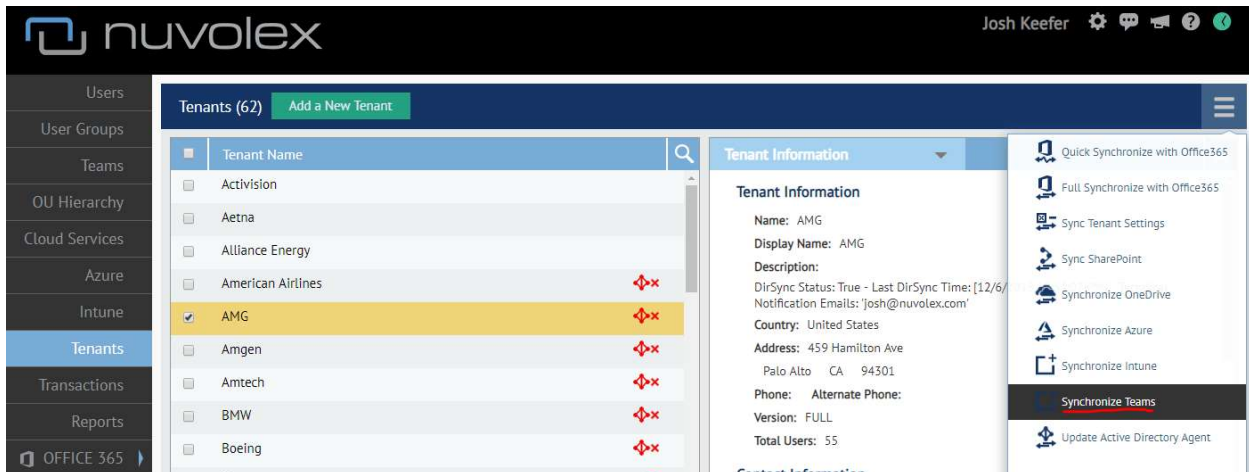 nuvolex
Josh Keefer
Users
User Groups
Teams
OU Hierarchy
Cloud Services
Azure
Intune
Tenants
Transactions
Reports
OFFICE 365
Tenants (62)
Add a New Tenant
Tenant Name
Activision
Aetna
Alliance Energy
American Airlines
AMG
Amgen
Amtech
BMW
Boeing
Tenant Information
Tenant Information
Name: AMG
Display Name: AMG
Description:
DirSync Status: True - Last DirSync Time: [12/6/
Notification Emails: 'josh@nuvolex.com'
Country: United States
Address: 459 Hamilton Ave
Palo Alto CA 94301
Phone: Alternate Phone:
Version: FULL
Total Users: 55
Quick Synchronize with Office365
Full Synchronize with Office365
Sync Tenant Settings
Sync SharePoint
Synchronize OneDrive
Synchronize Azure
Synchronize Intune
Synchronize Teams
Update Active Directory Agent